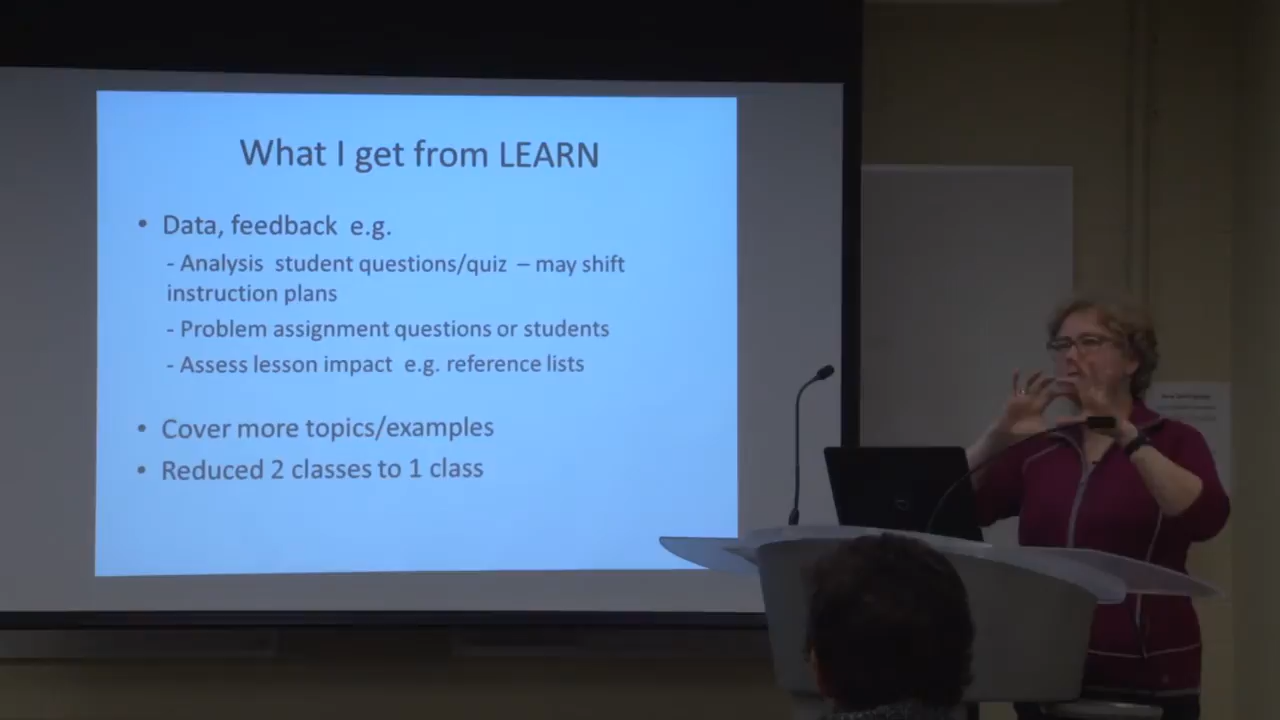 What I get from LEARN
• Data, feedback e.g.
- Analysis student questions/quiz – may shift
instruction plans
- Problem assignment questions or students
- Assess lesson impact e.g. reference lists
• Cover more topics/examples
• Reduced 2 classes to 1 class